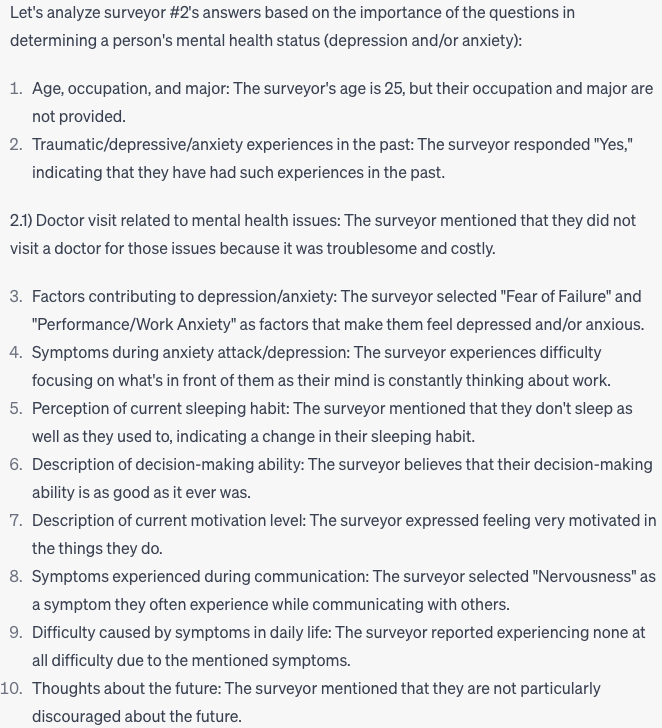 Let's analyze surveyor #2's answers based on the importance of the questions in
determining a person's mental health status (depression and/or anxiety):
1. Age, occupation, and major: The surveyor's age is 25, but their occupation and major are
not provided.
2. Traumatic/depressive/anxiety experiences in the past: The surveyor responded "Yes,"
indicating that they have had such experiences in the past.
2.1) Doctor visit related to mental health issues: The surveyor mentioned that they did not
visit a doctor for those issues because it was troublesome and costly.
3. Factors contributing to depression/anxiety: The surveyor selected "Fear of Failure" and
"Performance/Work Anxiety" as factors that make them feel depressed and/or anxious.
4. Symptoms during anxiety attack/depression: The surveyor experiences difficulty
focusing on what's in front of them as their mind is constantly thinking about work.
5. Perception of current sleeping habit: The surveyor mentioned that they don't sleep as
well as they used to, indicating a change in their sleeping habit.
6. Description of decision-making ability: The surveyor believes that their decision-making
ability is as good as it ever was.
7. Description of current motivation level: The surveyor expressed feeling very motivated in
the things they do.
8. Symptoms experienced during communication: The surveyor selected "Nervousness" as
a symptom they often experience while communicating with others.
9. Difficulty caused by symptoms in daily life: The surveyor reported experiencing none at
all difficulty due to the mentioned symptoms.
10. Thoughts about the future: The surveyor mentioned that they are not particularly
discouraged about the future.